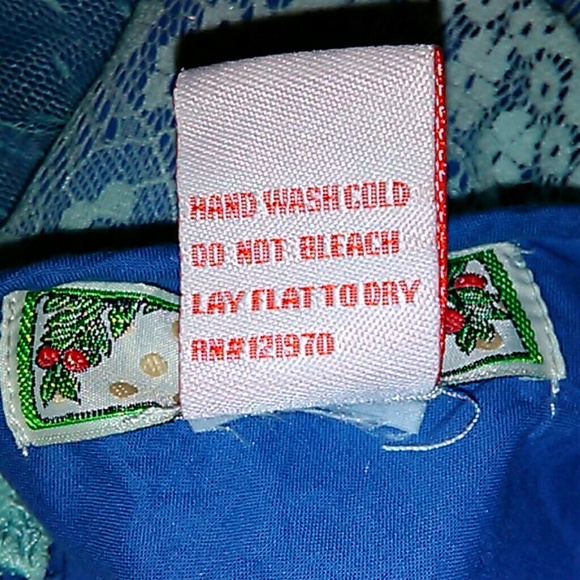 HAND WASH COLD
DO NOT BLEACH
LAY FLAT TO DRY
RN#121970